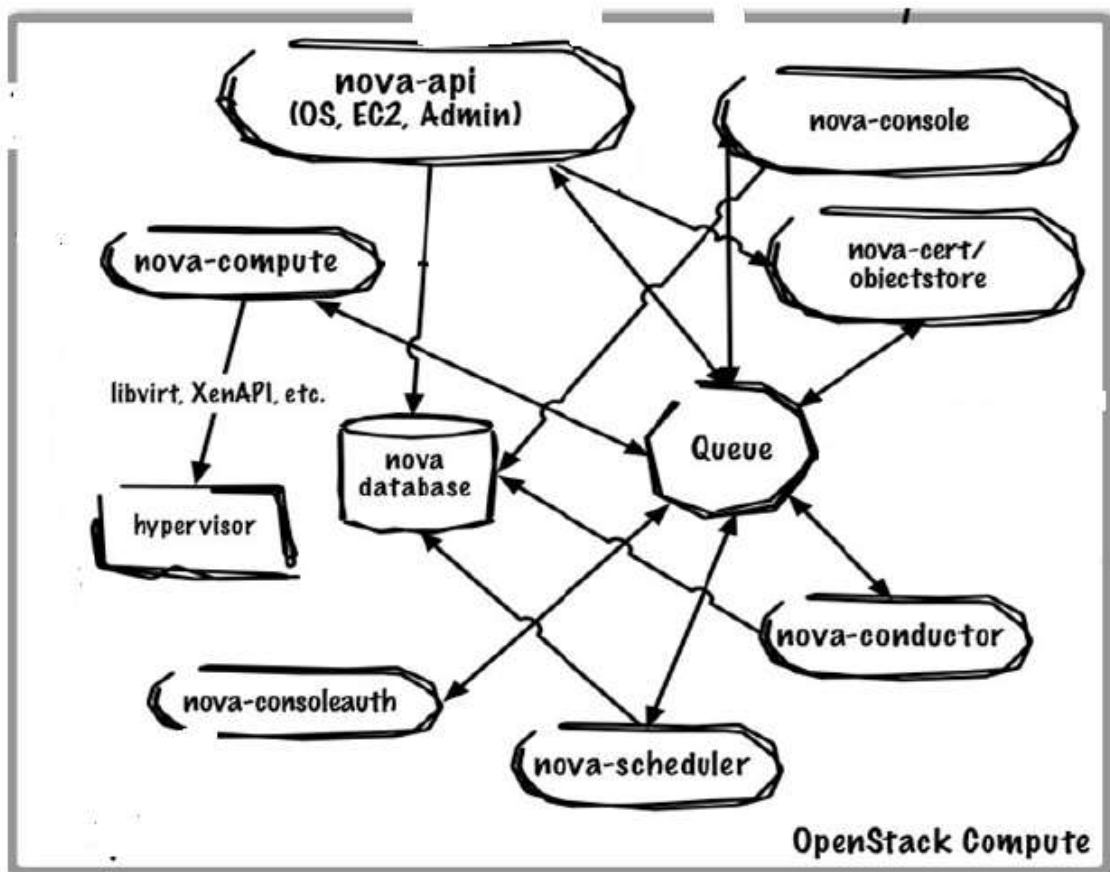 nova-api
(OS, EC2, Admin)
nova-console
nova-cert/
obiectstore
nova-compute
libvirt, XenAPI, etc.
hypervisor
nova
database
Queue
nova-conductor
nova-consoleauth
nova-scheduler
OpenStack Compute